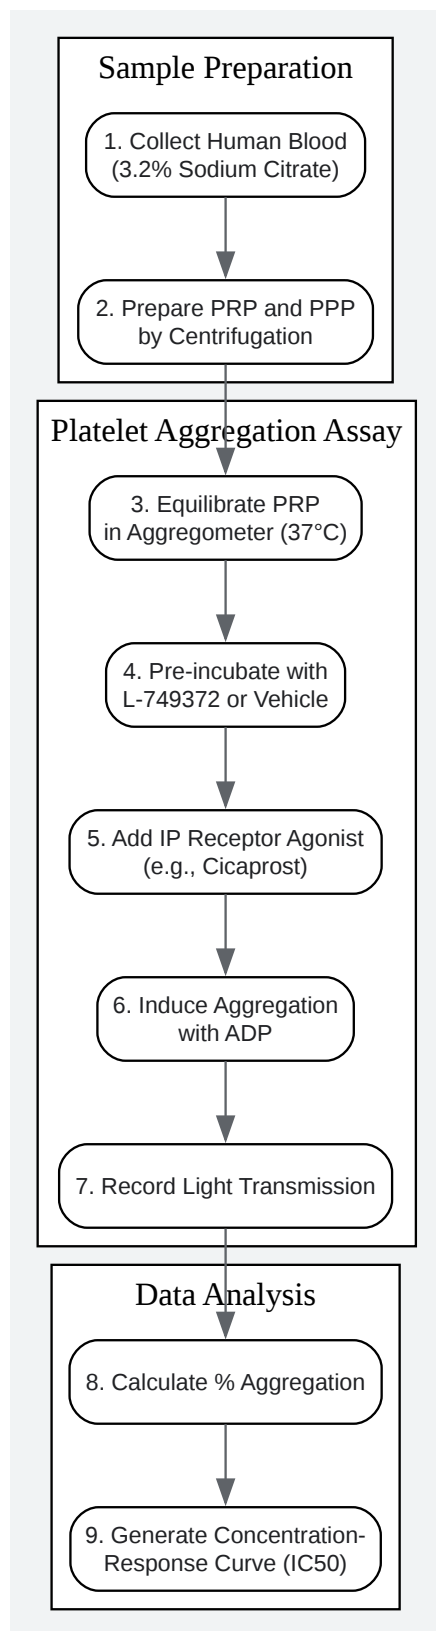 Sample Preparation
1. Collect Human Blood
(3.2% Sodium Citrate)
2. Prepare PRP and PPP
by Centrifugation
Platelet Aggregation Assay
3. Equilibrate PRP
in Aggregometer (37°C)
4. Pre-incubate with
L-749372 or Vehicle
5. Add IP Receptor Agonist
(e.g., Cicaprost)
6. Induce Aggregation
with ADP
7. Record Light Transmission
Data Analysis
8. Calculate % Aggregation
9. Generate Concentration-
Response Curve (IC50)